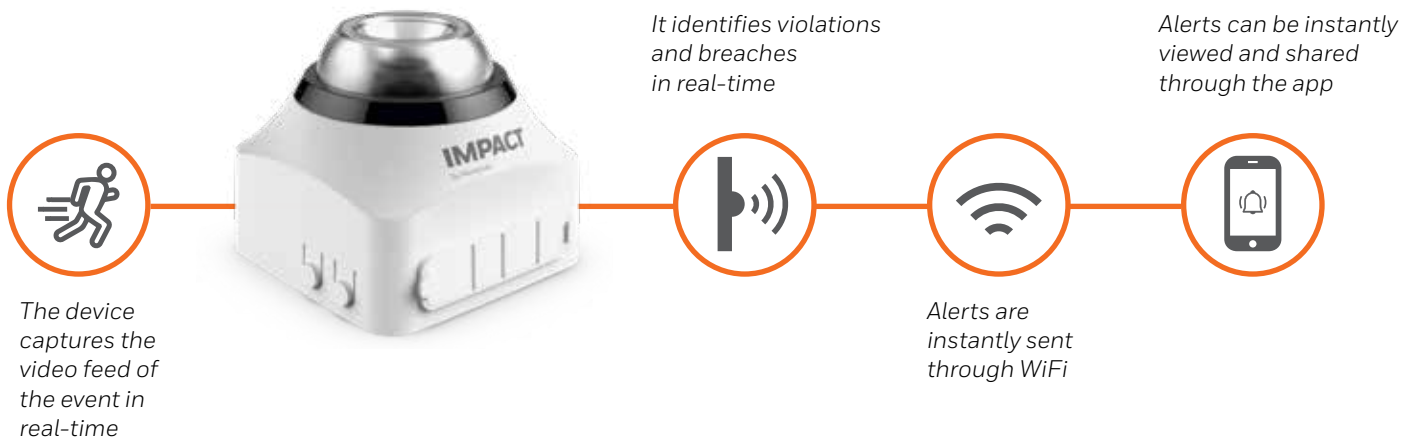 It identifies violations
and breaches
in real-time
Alerts can be instantly
viewed and shared
through the app
IMPACT
The device
captures the
video feed of
the event in
real-time
Alerts are
instantly sent
through WiFi